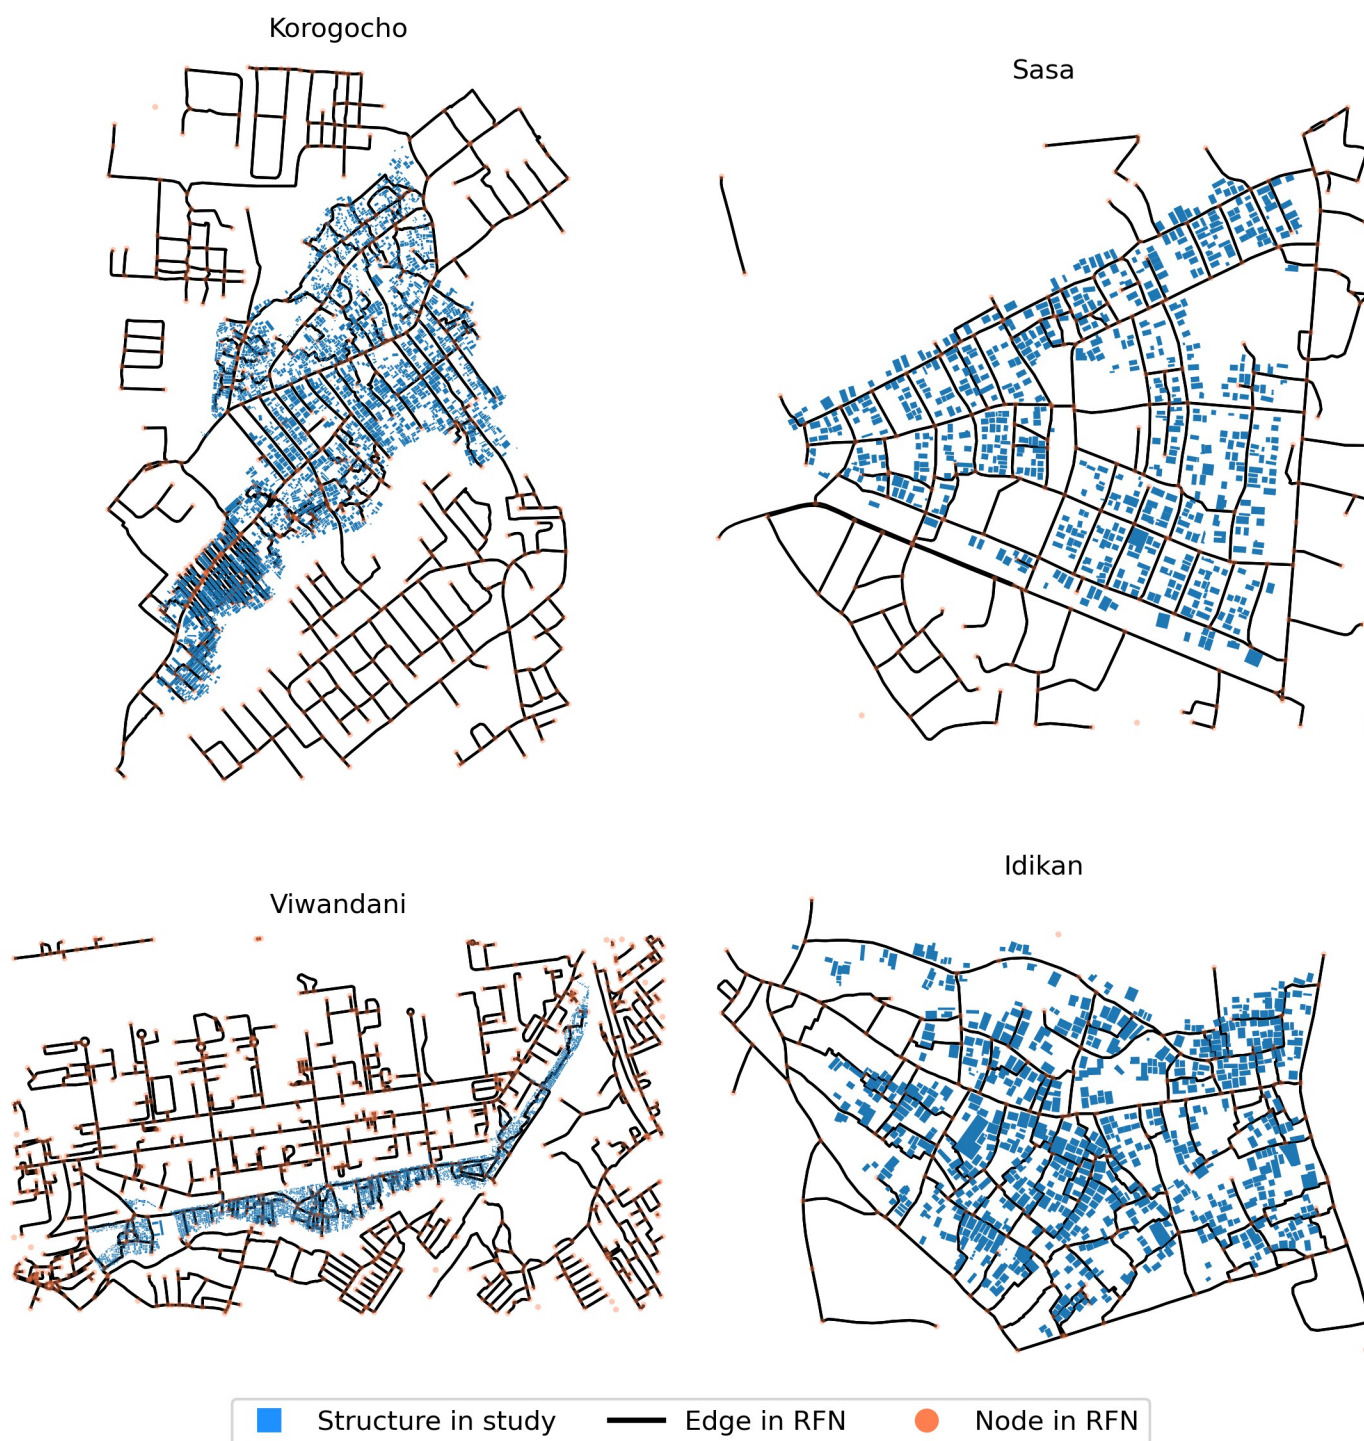 Korogocho
Sasa
Viwandani
Idikan
Structure in study
Edge in RFN
Node in RFN